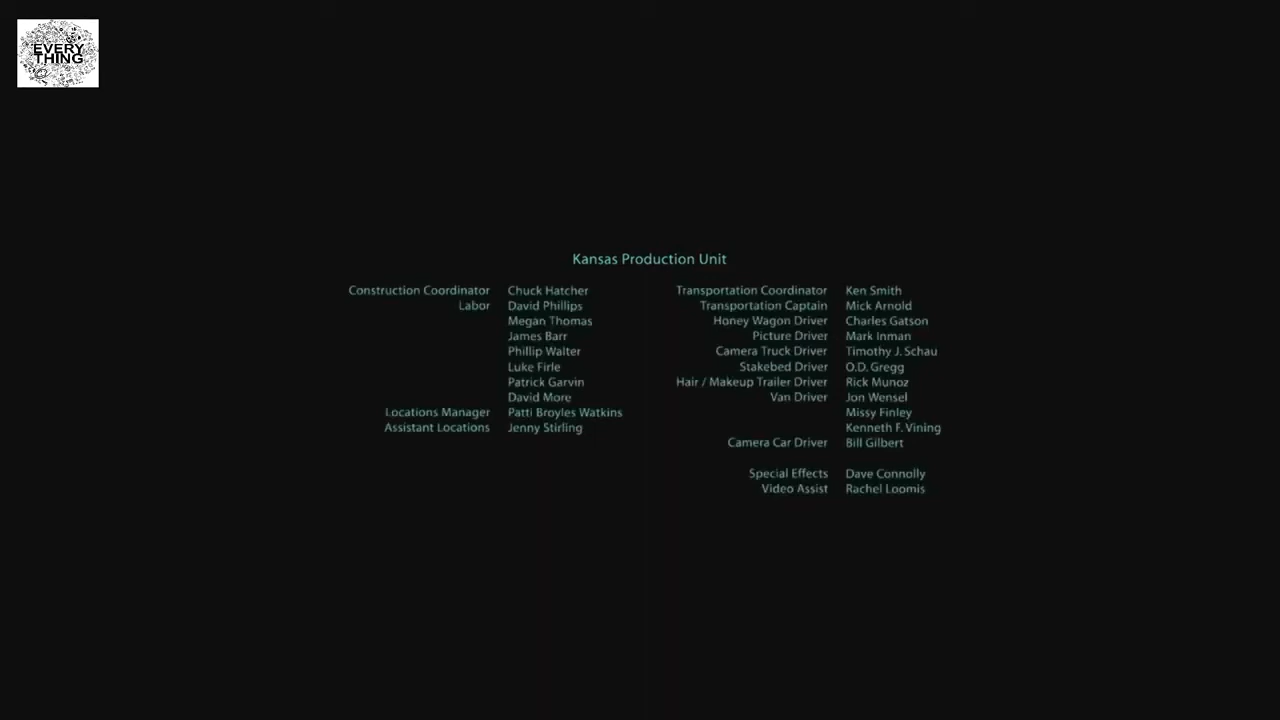 EVERY
THING
Kansas Production Unit
Construction Coordinator Chuck Hatcher
Labor David Phillips
Megan Thomas
James Barr
Phillip Walter
Luke Firle
Patrick Garvin
David More
Locations Manager Patti Broyles Watkins
Assistant Locations Jenny Stirling
Transportation Coordinator Ken Smith
Transportation Captain Mick Arnold
Honey Wagon Driver Charles Gatson
Picture Driver Mark Inman
Camera Truck Driver Timothy J. Schau
Stakebed Driver O.D. Gregg
Hair / Makeup Trailer Driver Rick Munoz
Van Driver Jon Wensel
Missy Finley
Kenneth F. Vining
Camera Car Driver Bill Gilbert
Special Effects Dave Connolly
Video Assist Rachel Loomis